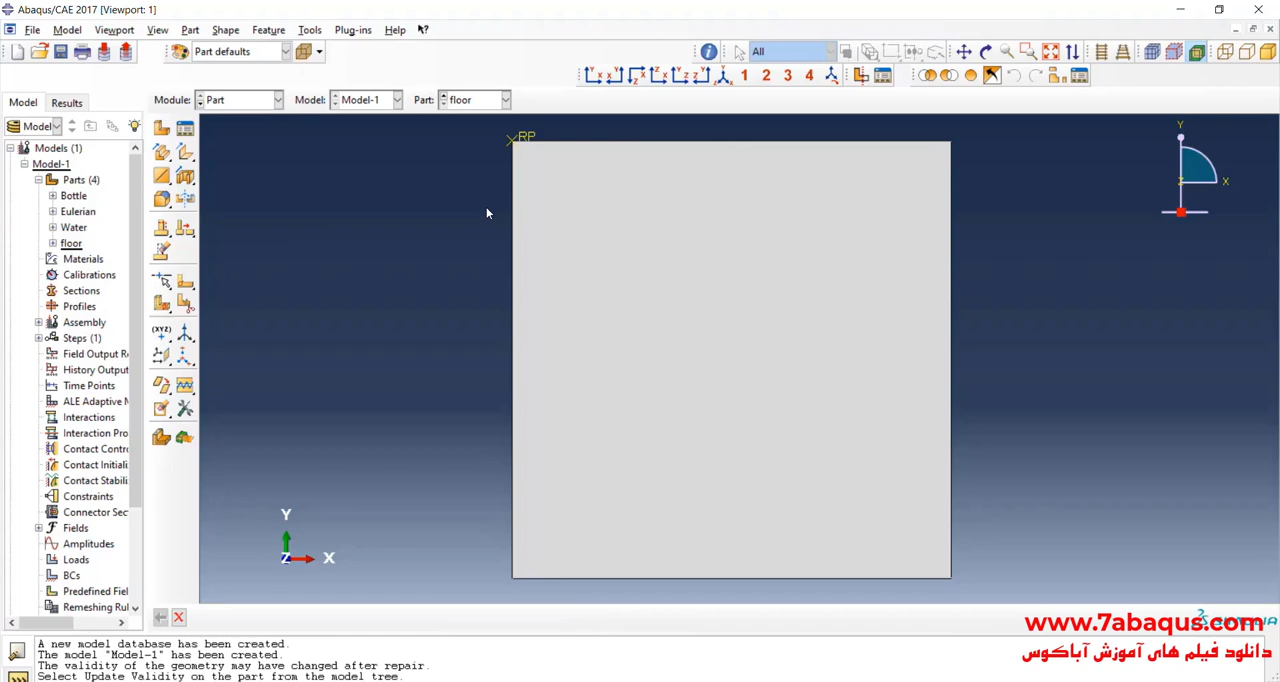 Abaqus/CAE 2017 [Viewport: 1]
File Model Viewport View Part Shape Feature Tools Plug-ins Help
Part defaults All
1 2 3 4
Model Results Module: Part Model: Model-1 Part: floor
Model
Models (1)
Model-1
Parts (4)
Bottle
Eulerian
Water
floor
Materials
Calibrations
Sections
Profiles
Assembly
Steps (1)
Field Output R
History Output
Time Points
ALE Adaptive M
Interactions
Interaction Pro
Contact Contr
Contact Initiali
Contact Stabili
Constraints
Connector Sec
Fields
Amplitudes
Loads
BCs
Predefined Fiel
Remeshing Rul
RP
Y
Z X
Y
Z X
www.7abaqus.com
دانلود فیلم های آموزش آباکوس
A new model database has been created.
The model "Model-1" has been created.
The validity of the geometry may have changed after repair.
Select Update Validity on the part from the model tree.